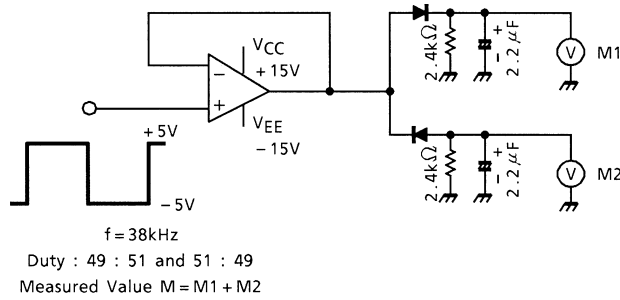 VCC
+15V
−
+
VEE
−15V
2.4kΩ
+
−
2.2μF
V
M1
2.4kΩ
+
−
2.2μF
V
M2
+5V
−5V
f=38kHz
Duty : 49 : 51 and 51 : 49
Measured Value M=M1+M2